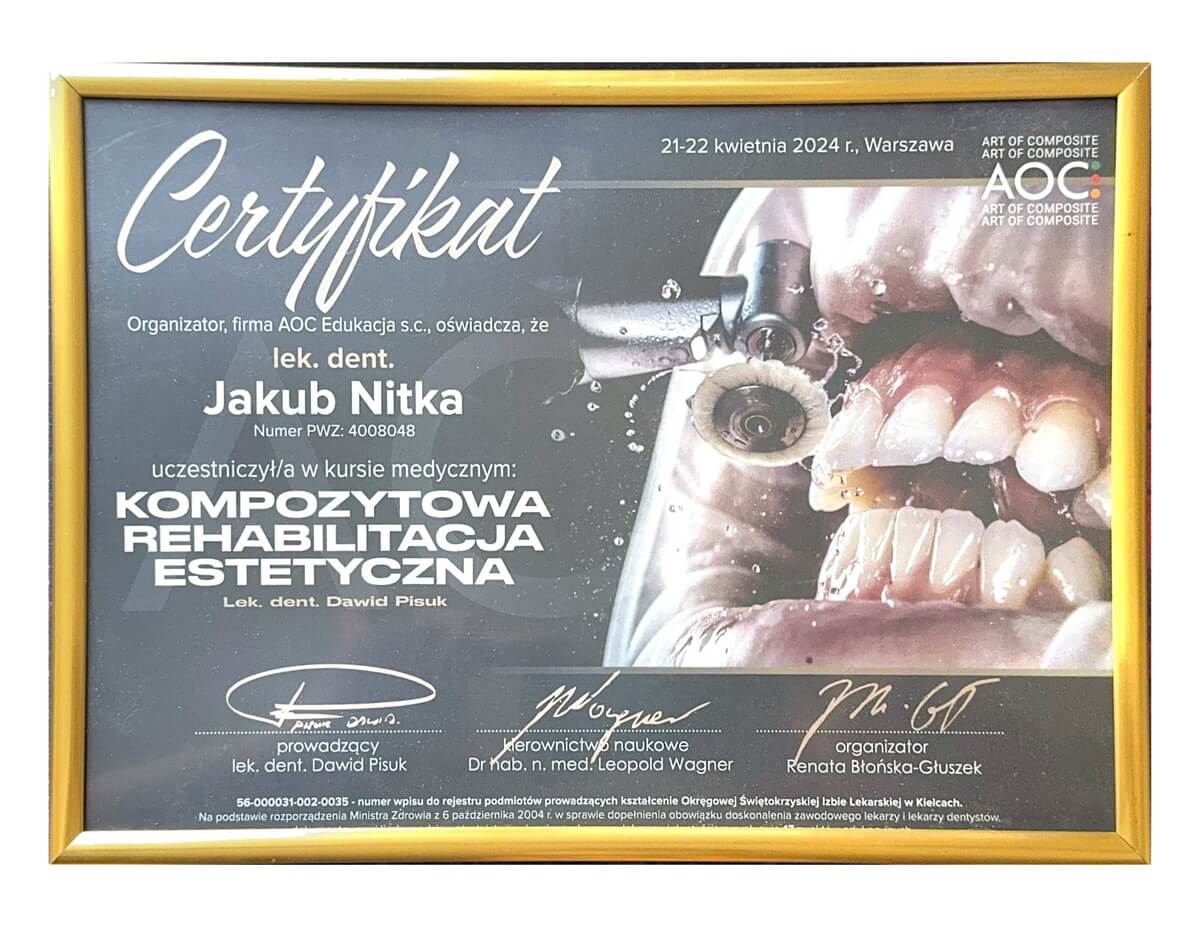 Certyfikat
21-22 kwietnia 2024 r., Warszawa
ART OF COMPOSITE
ART OF COMPOSITE
AOC
ART OF COMPOSITE
ART OF COMPOSITE
Organizator, firma AOC Edukacja s.c., oświadcza, że
lek. dent.
Jakub Nitka
Numer PWZ: 4008048
uczestniczył/a w kursie medycznym:
KOMPOZYTOWA
REHABILITACJA
ESTETYCZNA
Lek. dent. Dawid Pisuk
prowadzący
lek. dent. Dawid Pisuk
kierownictwo naukowe
Dr hab. n. med. Leopold Wagner
organizator
Renata Błońska-Głuszek
56-000031-002-0035 - numer wpisu do rejestru podmiotów prowadzących kształcenie Okręgowej Świętokrzyskiej Izbie Lekarskiej w Kielcach.
Na podstawie rozporządzenia Ministra Zdrowia z 6 października 2004 r. w sprawie dopełnienia obowiązku doskonalenia zawodowego lekarzy i lekarzy dentystów.